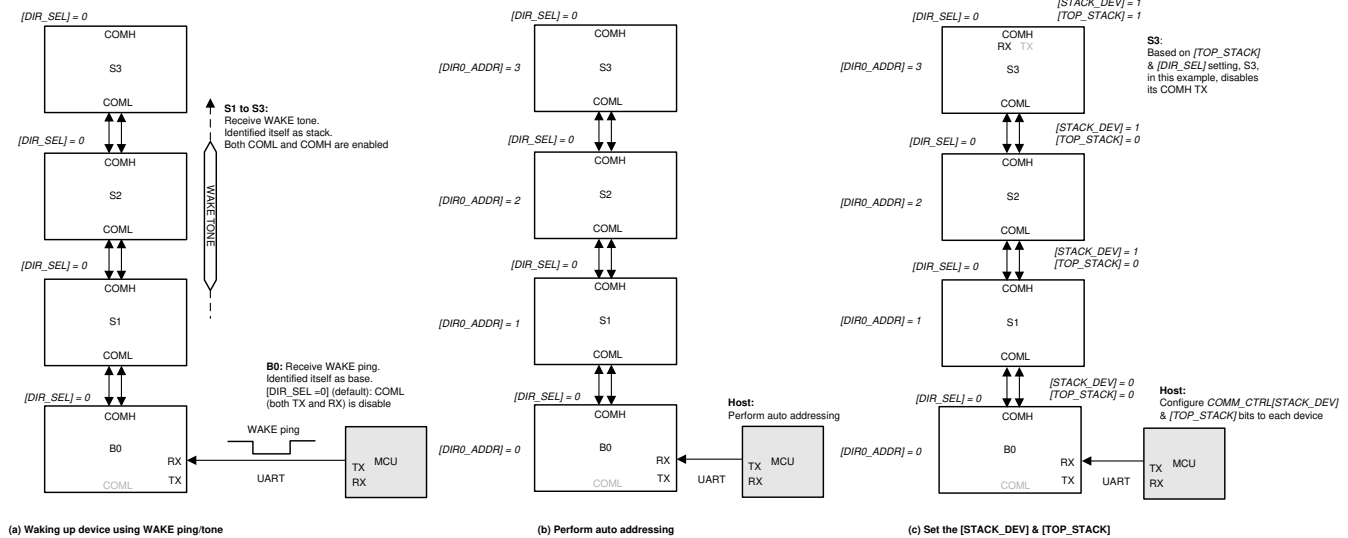 [DIR_SEL] = 0
COMH
S3
COML
[DIR_SEL] = 0
COMH
S2
COML
[DIR_SEL] = 0
COMH
S1
COML
[DIR_SEL] = 0
COMH
B0
RX
TX
COML
WAKE TONE
S1 to S3:
Receive WAKE tone.
Identified itself as stack.
Both COML and COMH are enabled
B0: Receive WAKE ping.
Identified itself as base.
[DIR_SEL =0] (default): COML
(both TX and RX) is disable
WAKE ping
UART
TX MCU
RX
(a) Waking up device using WAKE ping/tone
[DIR_SEL] = 0
COMH
[DIR0_ADDR] = 3
S3
COML
[DIR_SEL] = 0
COMH
[DIR0_ADDR] = 2
S2
COML
[DIR_SEL] = 0
COMH
[DIR0_ADDR] = 1
S1
COML
[DIR_SEL] = 0
COMH
[DIR0_ADDR] = 0
B0
RX
TX
COML
Host:
Perform auto addressing
UART
TX MCU
RX
(b) Perform auto addressing
[STACK_DEV] = 1
[TOP_STACK] = 1
[DIR_SEL] = 0
COMH
RX TX
[DIR0_ADDR] = 3
S3
COML
S3:
Based on [TOP_STACK]
& [DIR_SEL] setting, S3,
in this example, disables
its COMH TX
[STACK_DEV] = 1
[TOP_STACK] = 0
[DIR_SEL] = 0
COMH
[DIR0_ADDR] = 2
S2
COML
[STACK_DEV] = 1
[TOP_STACK] = 0
[DIR_SEL] = 0
COMH
[DIR0_ADDR] = 1
S1
COML
[STACK_DEV] = 0
[TOP_STACK] = 0
[DIR_SEL] = 0
COMH
[DIR0_ADDR] = 0
B0
RX
TX
COML
Host:
Configure COMM_CTRL[STACK_DEV]
& [TOP_STACK] bits to each device
UART
TX MCU
RX
(c) Set the [STACK_DEV] & [TOP_STACK]